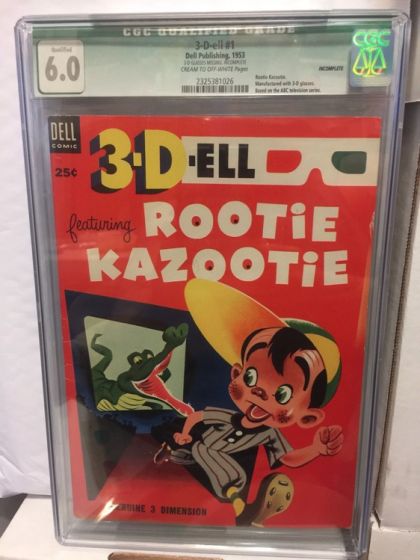 CGC QUALIFIED GRADE
Qualified
6.0
3-D-ell #1
Dell Publishing, 1953
3-D GLASSES MISSING, INCOMPLETE
CREAM TO OFF-WHITE Pages
2325381026
INCOMPLETE
Rootie Kazootie.
Manufactured with 3-D glasses.
Based on the ABC television series.
CGC
DELL
COMIC
25¢
3-D-ELL
featuring ROOTIE
KAZOOTIE
GENUINE 3 DIMENSION